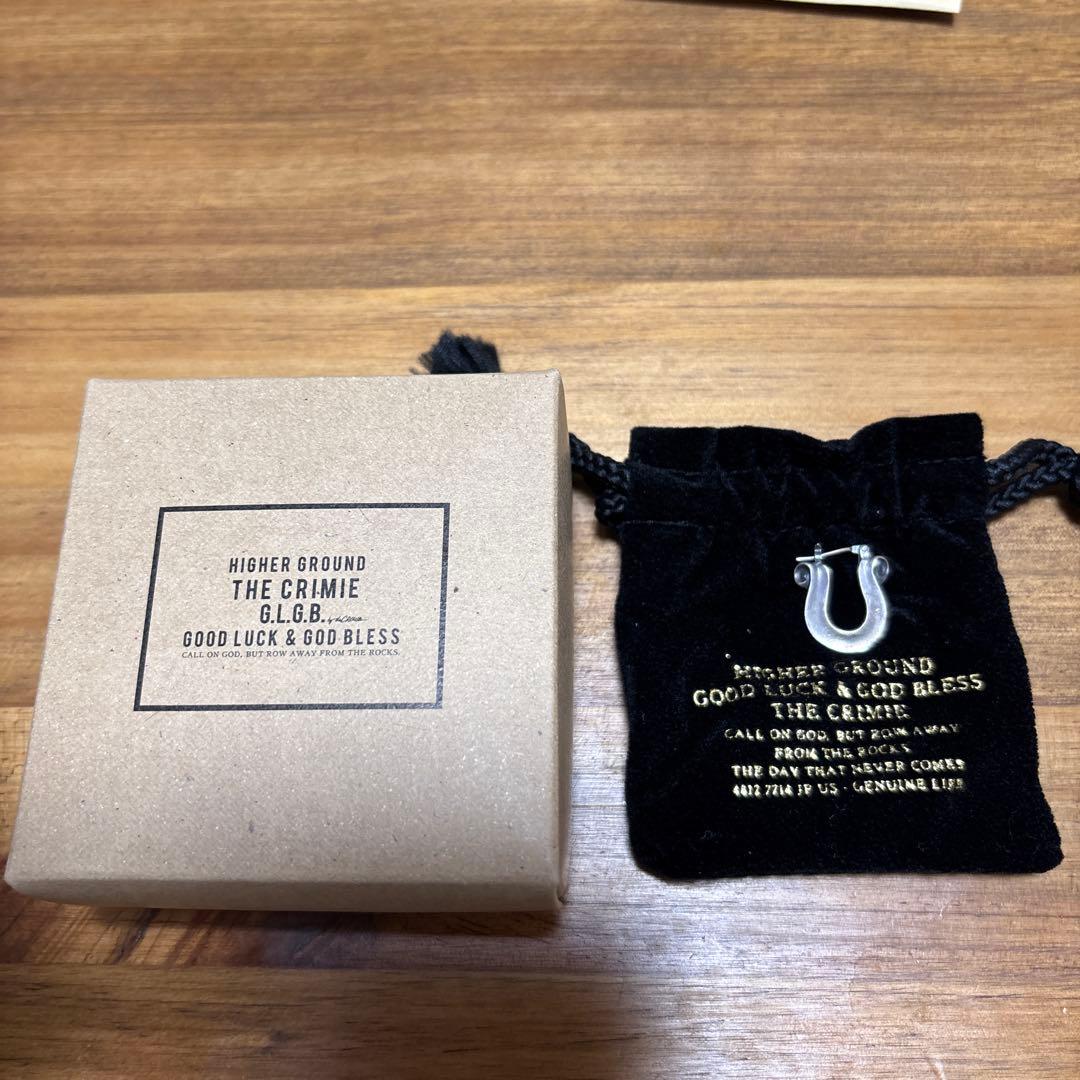 HIGHER GROUND
THE CRIMIE
G.L.G.B.
GOOD LUCK & GOD BLESS
CALL ON GOD, BUT ROW AWAY FROM THE ROCKS.
HIGHER GROUND
GOOD LUCK & GOD BLESS
THE CRIMIE
CALL ON GOD, BUT ROW AWAY
FROM THE ROCKS
THE DAY THAT NEVER COMES
JP US · GENUINE LIFE